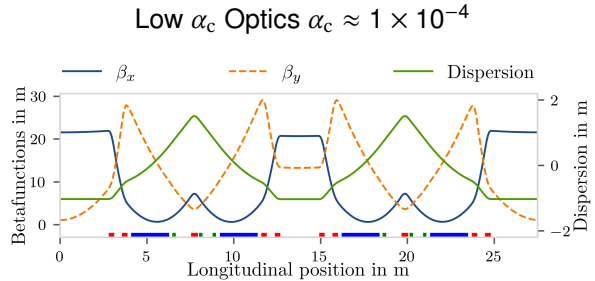 Low αc Optics αc ≈ 1 × 10⁻⁴
βx βy Dispersion
Betafunctions in m
30
20
10
0
2
0
−2
Dispersion in m
0 5 10 15 20 25
Longitudinal position in m